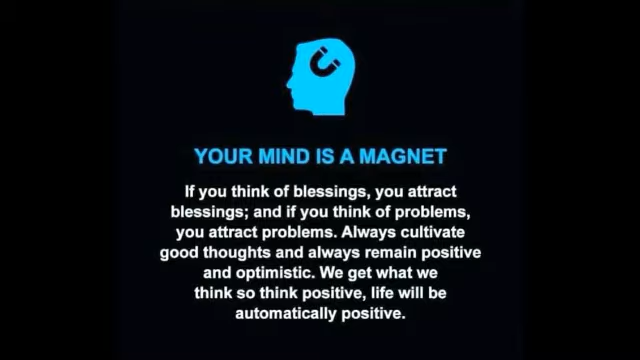 YOUR MIND IS A MAGNET
If you think of blessings, you attract
blessings; and if you think of problems,
you attract problems. Always cultivate
good thoughts and always remain positive
and optimistic. We get what we
think so think positive, life will be
automatically positive.